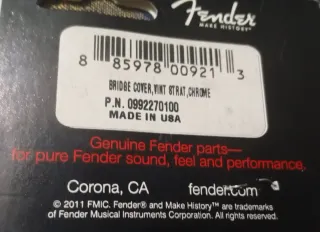 Fender
MAKE HISTORY™
8 85978 00921 3
BRIDGE COVER,VINT STRAT,CHROME
P.N. 0992270100
MADE IN USA
Genuine Fender parts—
for pure Fender sound, feel and performance.
Corona, CA fender.com
© 2011 FMIC. Fender® and Make History™ are trademarks
of Fender Musical Instruments Corporation. All rights reserved.